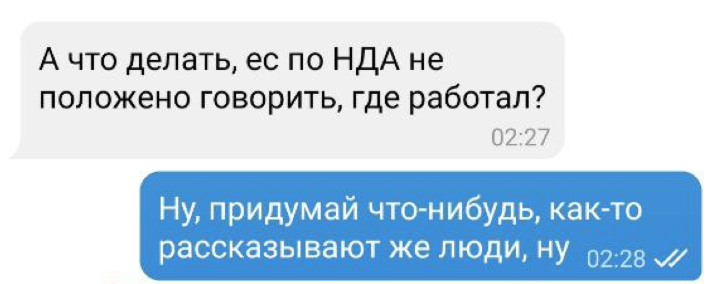 А что делать, ес по НДА не
положено говорить, где работал?
02:27
Ну, придумай что-нибудь, как-то
рассказывают же люди, ну 02:28